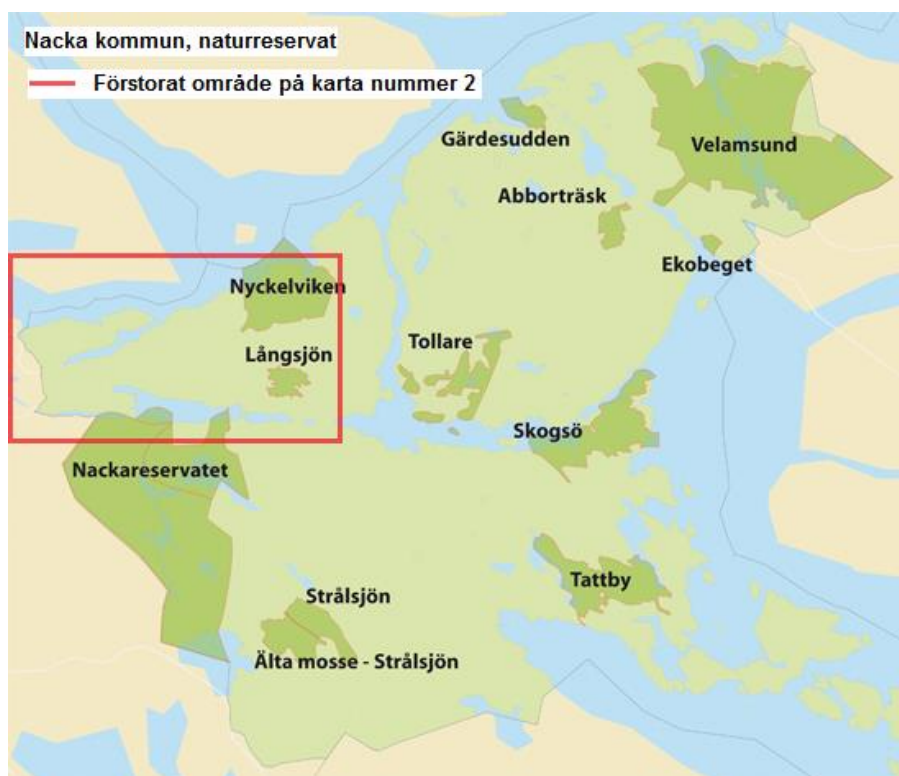 Nacka kommun, naturreservat
Förstorat område på karta nummer 2
Gärdesudden
Velamsund
Abborträsk
Ekobeget
Nyckelviken
Tollare
Långsjön
Skogsö
Nackareservatet
Tattby
Strålsjön
Älta mosse - Strålsjön